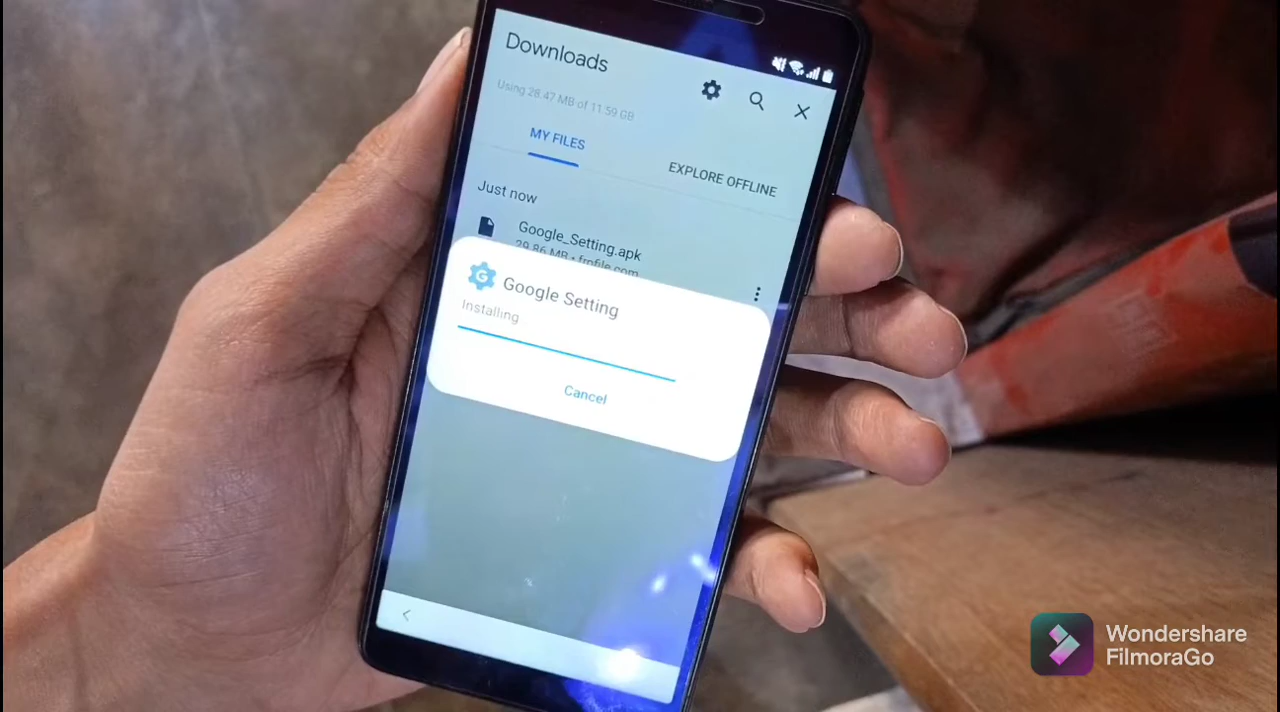 Downloads
Using 28.47 MB of 11.59 GB
MY FILES
EXPLORE OFFLINE
Just now
Google_Setting.apk
29.86 MB • frpfile.com
Google Setting
Installing
Cancel
Wondershare
FilmoraGo